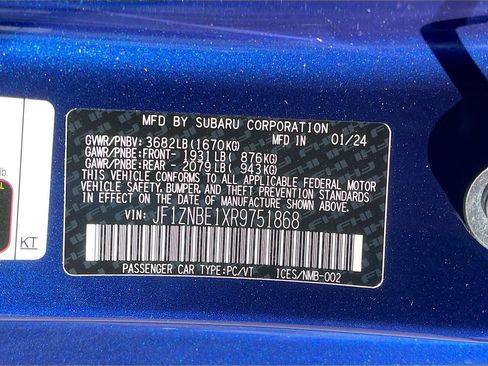 MFD BY SUBARU CORPORATION
GVWR/PNBV: 3682LB(1670KG) MFD IN 01/24
GAWR/PNBE:FRONT- 1931LB( 876KG)
GAWR/PNBE:REAR - 2079LB( 943KG)
THIS VEHICLE CONFORMS TO ALL APPLICABLE FEDERAL MOTOR
VEHICLE SAFETY, BUMPER, AND THEFT PREVENTION STANDARDS
IN EFFECT ON THE DATE OF MANUFACTURE SHOWN ABOVE.
VIN: JF1ZNBE1XR9751868
PASSENGER CAR TYPE:PC/VT ICES/NMB-002
lb.
KT